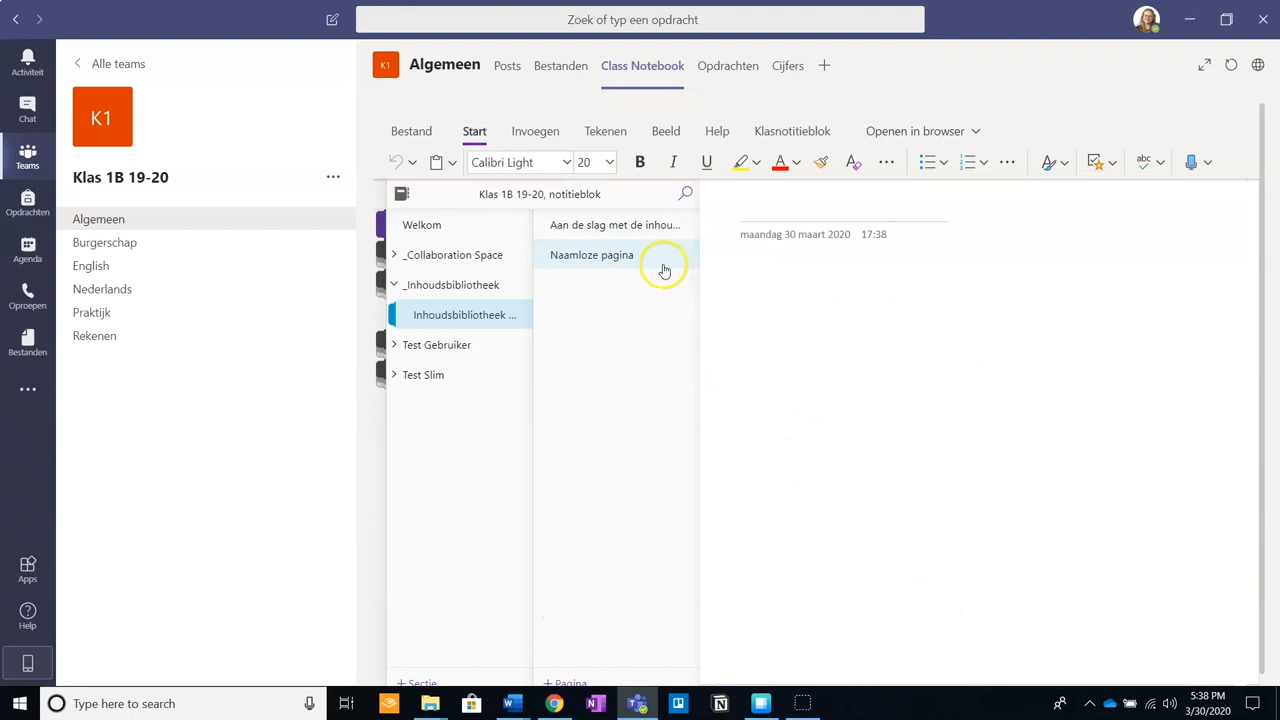 Zoek of typ een opdracht
Activiteit
Chat
Teams
Opdrachten
Agenda
Oproepen
Bestanden
Apps
Help
Alle teams
K1
Klas 1B 19-20
Algemeen
Burgerschap
English
Nederlands
Praktijk
Rekenen
K1 Algemeen Posts Bestanden Class Notebook Opdrachten Cijfers
Bestand Start Invoegen Tekenen Beeld Help Klasnotitieblok Openen in browser
Calibri Light 20 B I U A A abc
Klas 1B 19-20, notitieblok
Welkom
_Collaboration Space
_Inhoudsbibliotheek
Inhoudsbibliotheek ...
Test Gebruiker
Test Slim
+ Sectie
Aan de slag met de inhou...
Naamloze pagina
+ Pagina
maandag 30 maart 2020 17:38
Type here to search
5:38 PM
3/30/2020